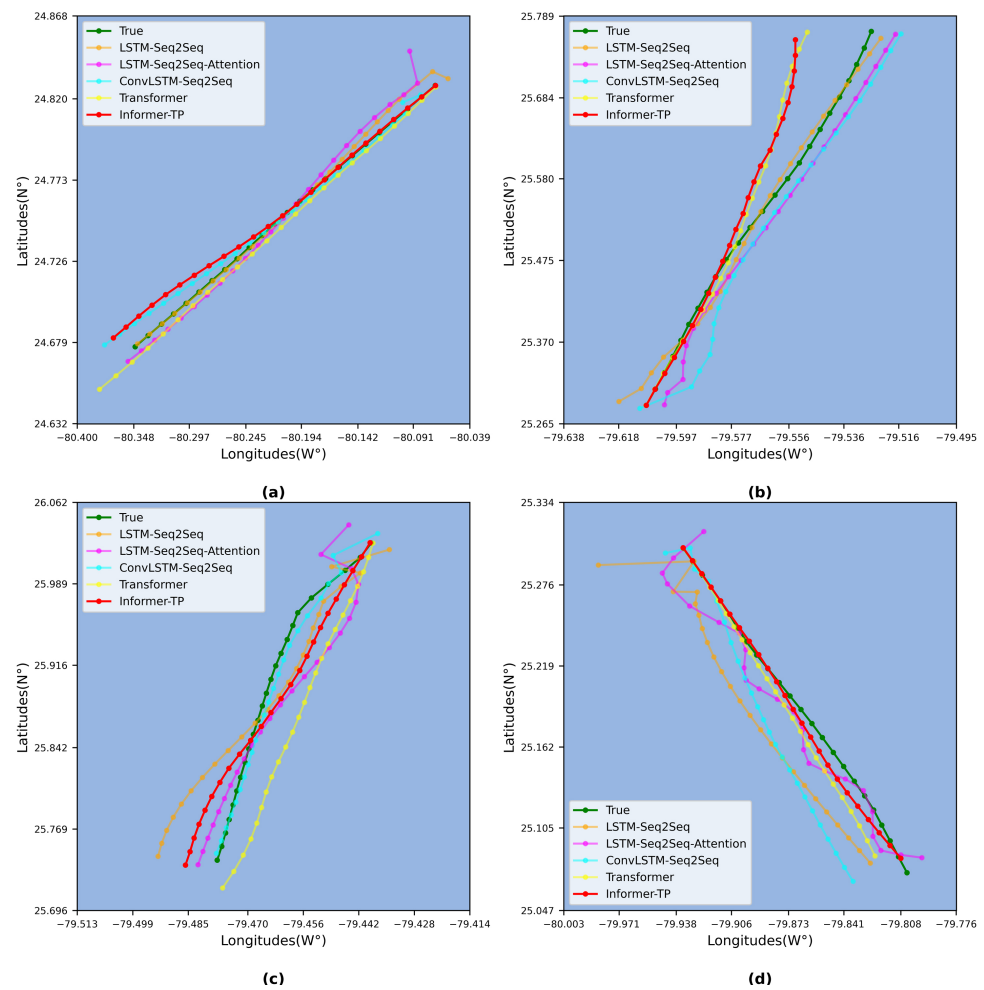 24.868
24.820
24.773
24.726
24.679
24.632
Latitudes(N°)
True
LSTM-Seq2Seq
LSTM-Seq2Seq-Attention
ConvLSTM-Seq2Seq
Transformer
Informer-TP
−80.400 −80.348 −80.297 −80.245 −80.194 −80.142 −80.091 −80.039
Longitudes(W°)
(a)
25.789
25.684
25.580
25.475
25.370
25.265
Latitudes(N°)
True
LSTM-Seq2Seq
LSTM-Seq2Seq-Attention
ConvLSTM-Seq2Seq
Transformer
Informer-TP
−79.638 −79.618 −79.597 −79.577 −79.556 −79.536 −79.516 −79.495
Longitudes(W°)
(b)
26.062
25.989
25.916
25.842
25.769
25.696
Latitudes(N°)
True
LSTM-Seq2Seq
LSTM-Seq2Seq-Attention
ConvLSTM-Seq2Seq
Transformer
Informer-TP
−79.513 −79.499 −79.485 −79.470 −79.456 −79.442 −79.428 −79.414
Longitudes(W°)
(c)
25.334
25.276
25.219
25.162
25.105
25.047
Latitudes(N°)
True
LSTM-Seq2Seq
LSTM-Seq2Seq-Attention
ConvLSTM-Seq2Seq
Transformer
Informer-TP
−80.003 −79.971 −79.938 −79.906 −79.873 −79.841 −79.808 −79.776
Longitudes(W°)
(d)